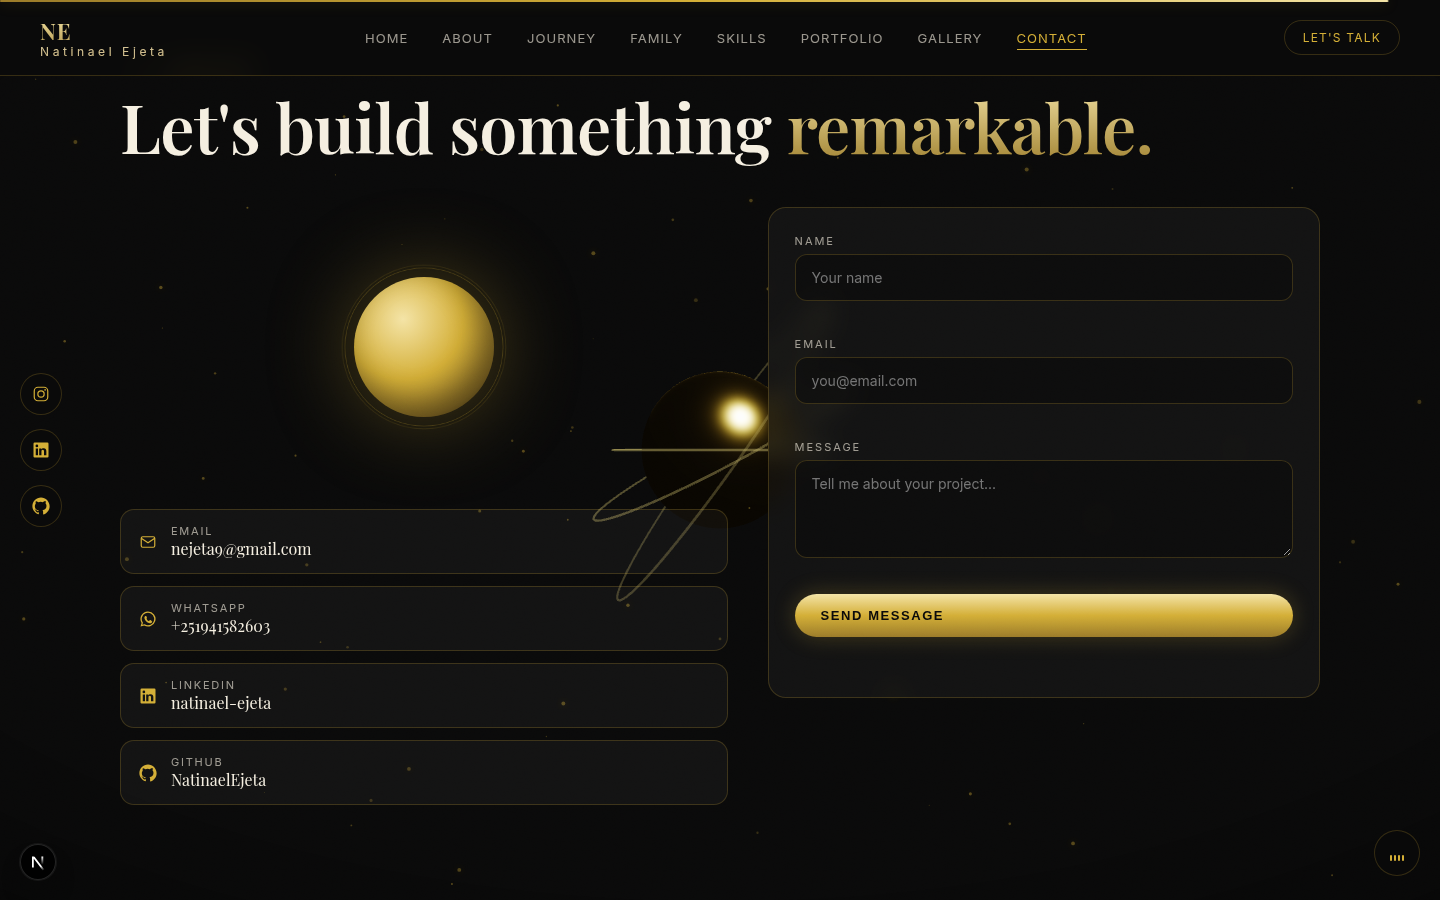 NE
Natinael Ejeta
HOME
ABOUT
JOURNEY
FAMILY
SKILLS
PORTFOLIO
GALLERY
CONTACT
LET'S TALK
Let's build something remarkable.
NAME
Your name
EMAIL
you@email.com
MESSAGE
Tell me about your project...
SEND MESSAGE
EMAIL
nejeta9@gmail.com
WHATSAPP
+251941582603
LINKEDIN
natinael-ejeta
GITHUB
NatinaelEjeta
N